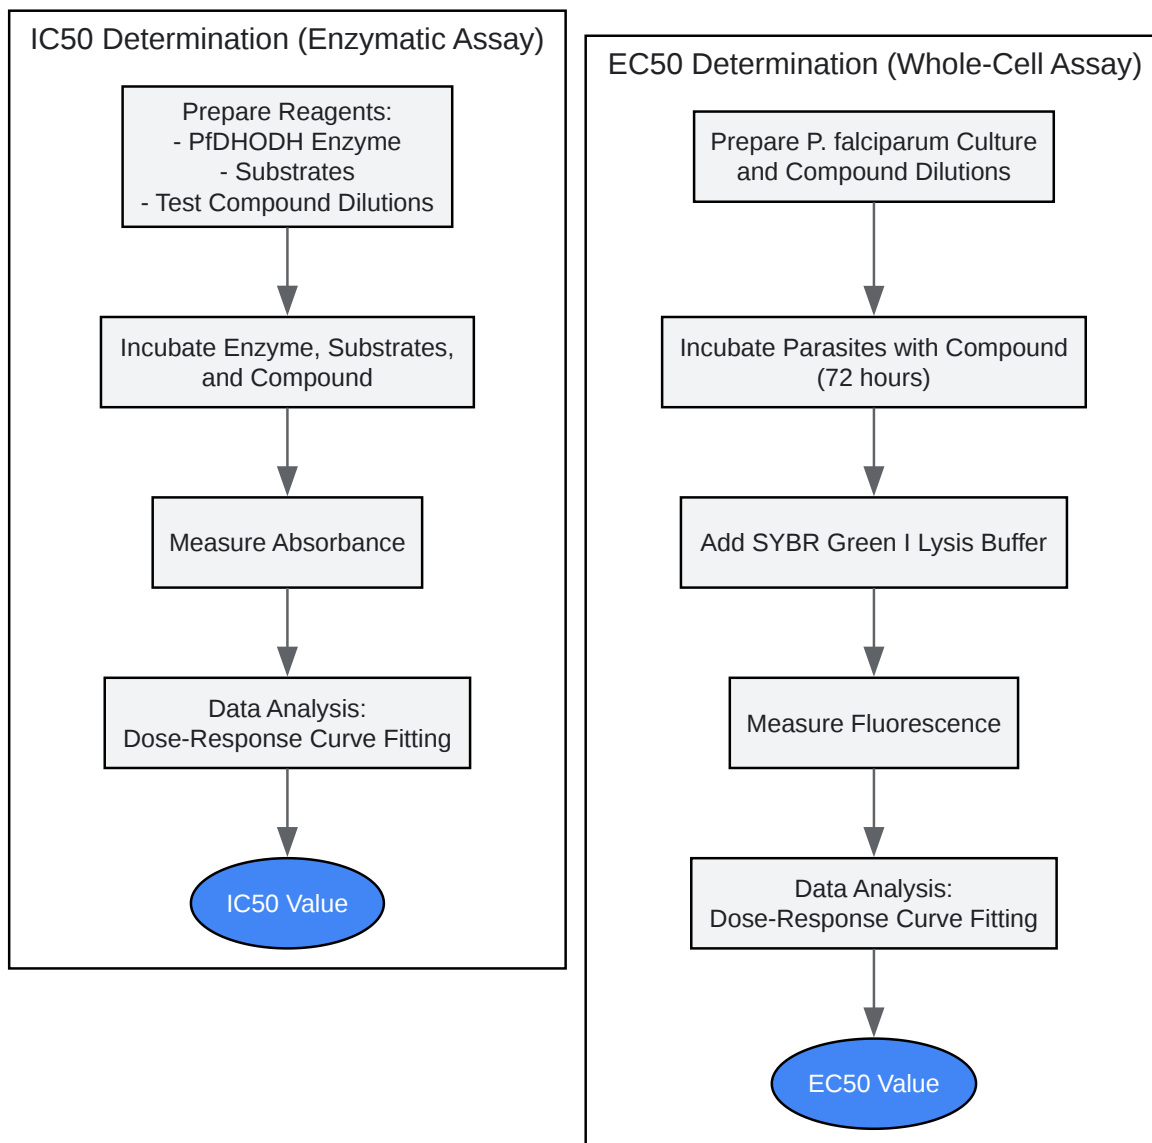 IC50 Determination (Enzymatic Assay)
Prepare Reagents:
- PfDHODH Enzyme
- Substrates
- Test Compound Dilutions
Incubate Enzyme, Substrates,
and Compound
Measure Absorbance
Data Analysis:
Dose-Response Curve Fitting
IC50 Value
EC50 Determination (Whole-Cell Assay)
Prepare P. falciparum Culture
and Compound Dilutions
Incubate Parasites with Compound
(72 hours)
Add SYBR Green I Lysis Buffer
Measure Fluorescence
Data Analysis:
Dose-Response Curve Fitting
EC50 Value